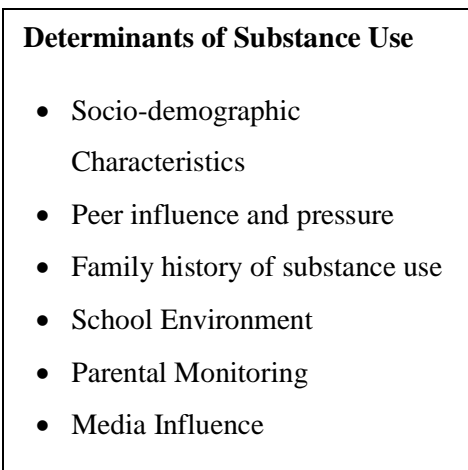 Determinants of Substance Use
• Socio-demographic
Characteristics
• Peer influence and pressure
• Family history of substance use
• School Environment
• Parental Monitoring
• Media Influence